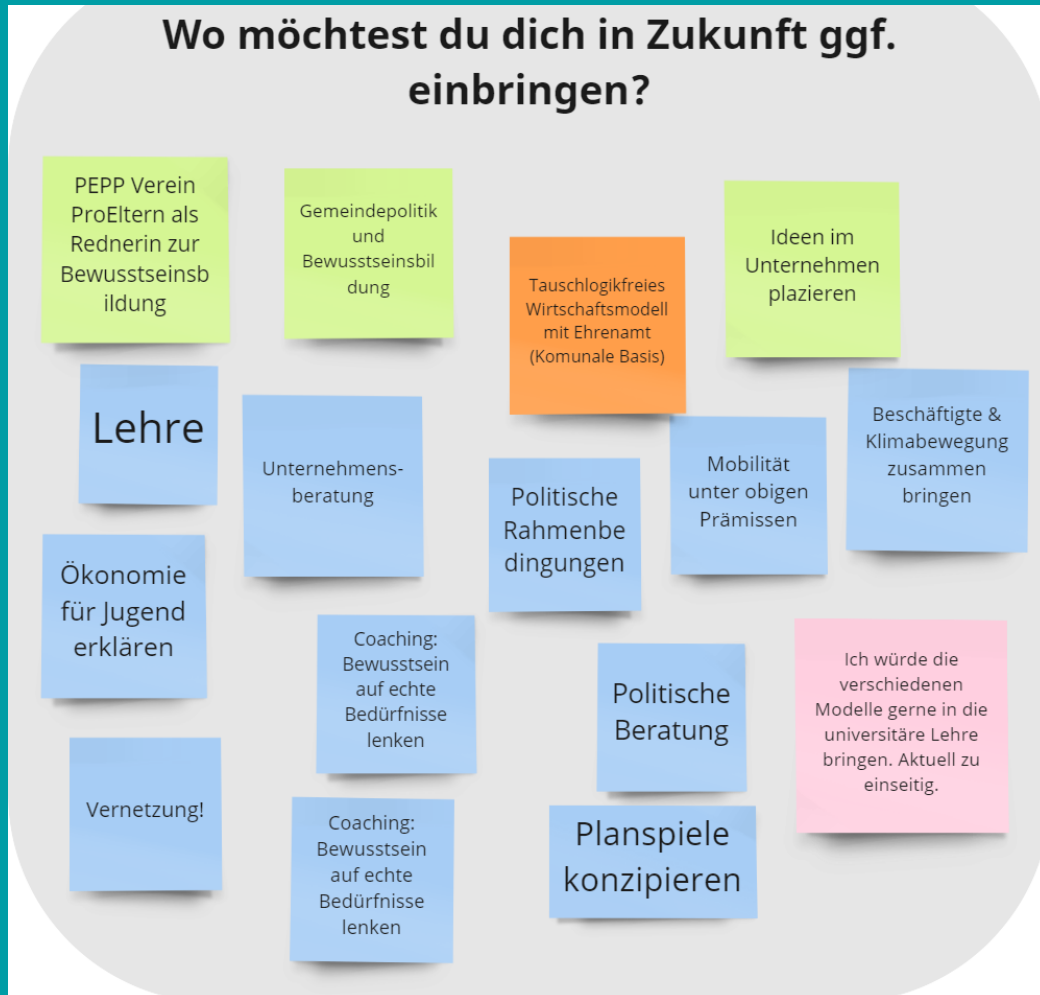 Wo möchtest du dich in Zukunft ggf.
einbringen?
PEPP Verein
ProEltern als
Rednerin zur
Bewusstseinsb
ildung
Gemeindepolitik
und
Bewusstseinsbil
dung
Tauschlogikfreies
Wirtschaftsmodell
mit Ehrenamt
(Komunale Basis)
Ideen im
Unternehmen
plazieren
Lehre
Unternehmens-
beratung
Politische
Rahmenbe
dingungen
Mobilität
unter obigen
Prämissen
Beschäftigte &
Klimabewegung
zusammen
bringen
Ökonomie
für Jugend
erklären
Coaching:
Bewusstsein
auf echte
Bedürfnisse
lenken
Politische
Beratung
Ich würde die
verschiedenen
Modelle gerne in die
universitäre Lehre
bringen. Aktuell zu
einseitig.
Vernetzung!
Coaching:
Bewusstsein
auf echte
Bedürfnisse
lenken
Planspiele
konzipieren